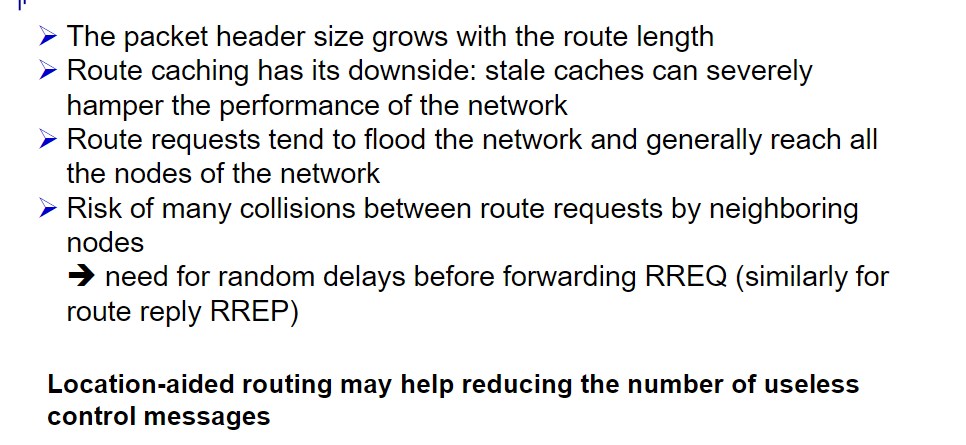 ➢ The packet header size grows with the route length
➢ Route caching has its downside: stale caches can severely
hamper the performance of the network
➢ Route requests tend to flood the network and generally reach all
the nodes of the network
➢ Risk of many collisions between route requests by neighboring
nodes
➔ need for random delays before forwarding RREQ (similarly for
route reply RREP)
Location-aided routing may help reducing the number of useless
control messages